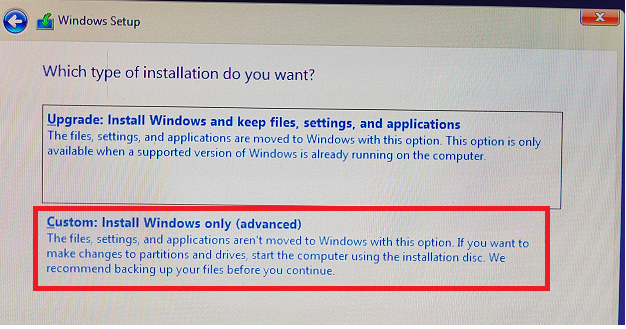 Windows Setup
Which type of installation do you want?
Upgrade: Install Windows and keep files, settings, and applications
The files, settings, and applications are moved to Windows with this option. This option is only
available when a supported version of Windows is already running on the computer.
Custom: Install Windows only (advanced)
The files, settings, and applications aren't moved to Windows with this option. If you want to
make changes to partitions and drives, start the computer using the installation disc. We
recommend backing up your files before you continue.